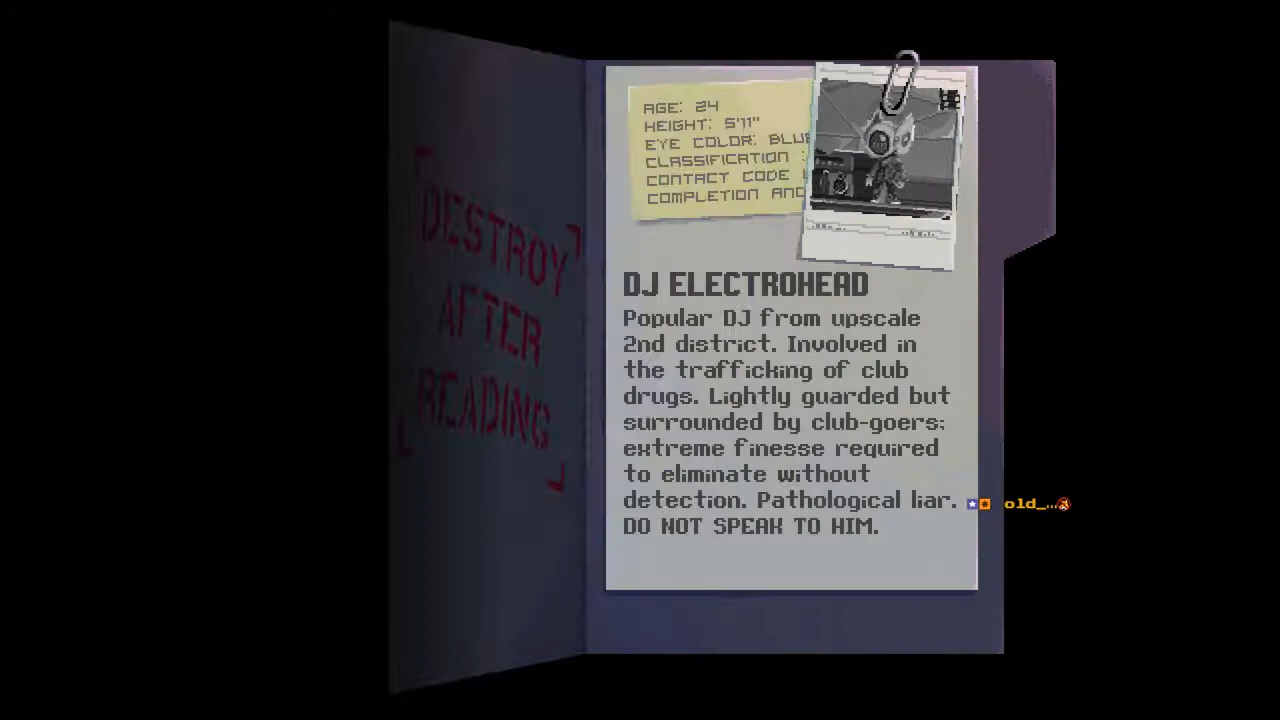 DESTROY
AFTER
READING
AGE: 24
HEIGHT: 5'11"
EYE COLOR: BLUE
CLASSIFICATION :
CONTACT CODE
COMPLETION AND
DJ ELECTROHEAD
Popular DJ from upscale
2nd district. Involved in
the trafficking of club
drugs. Lightly guarded but
surrounded by club-goers;
extreme finesse required
to eliminate without
detection. Pathological liar.
DO NOT SPEAK TO HIM.
old_...